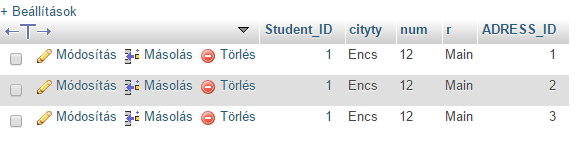 + Beállítások
Student_ID cityty num r ADRESS_ID
Módosítás Másolás Törlés 1 Encs 12 Main 1
Módosítás Másolás Törlés 1 Encs 12 Main 2
Módosítás Másolás Törlés 1 Encs 12 Main 3